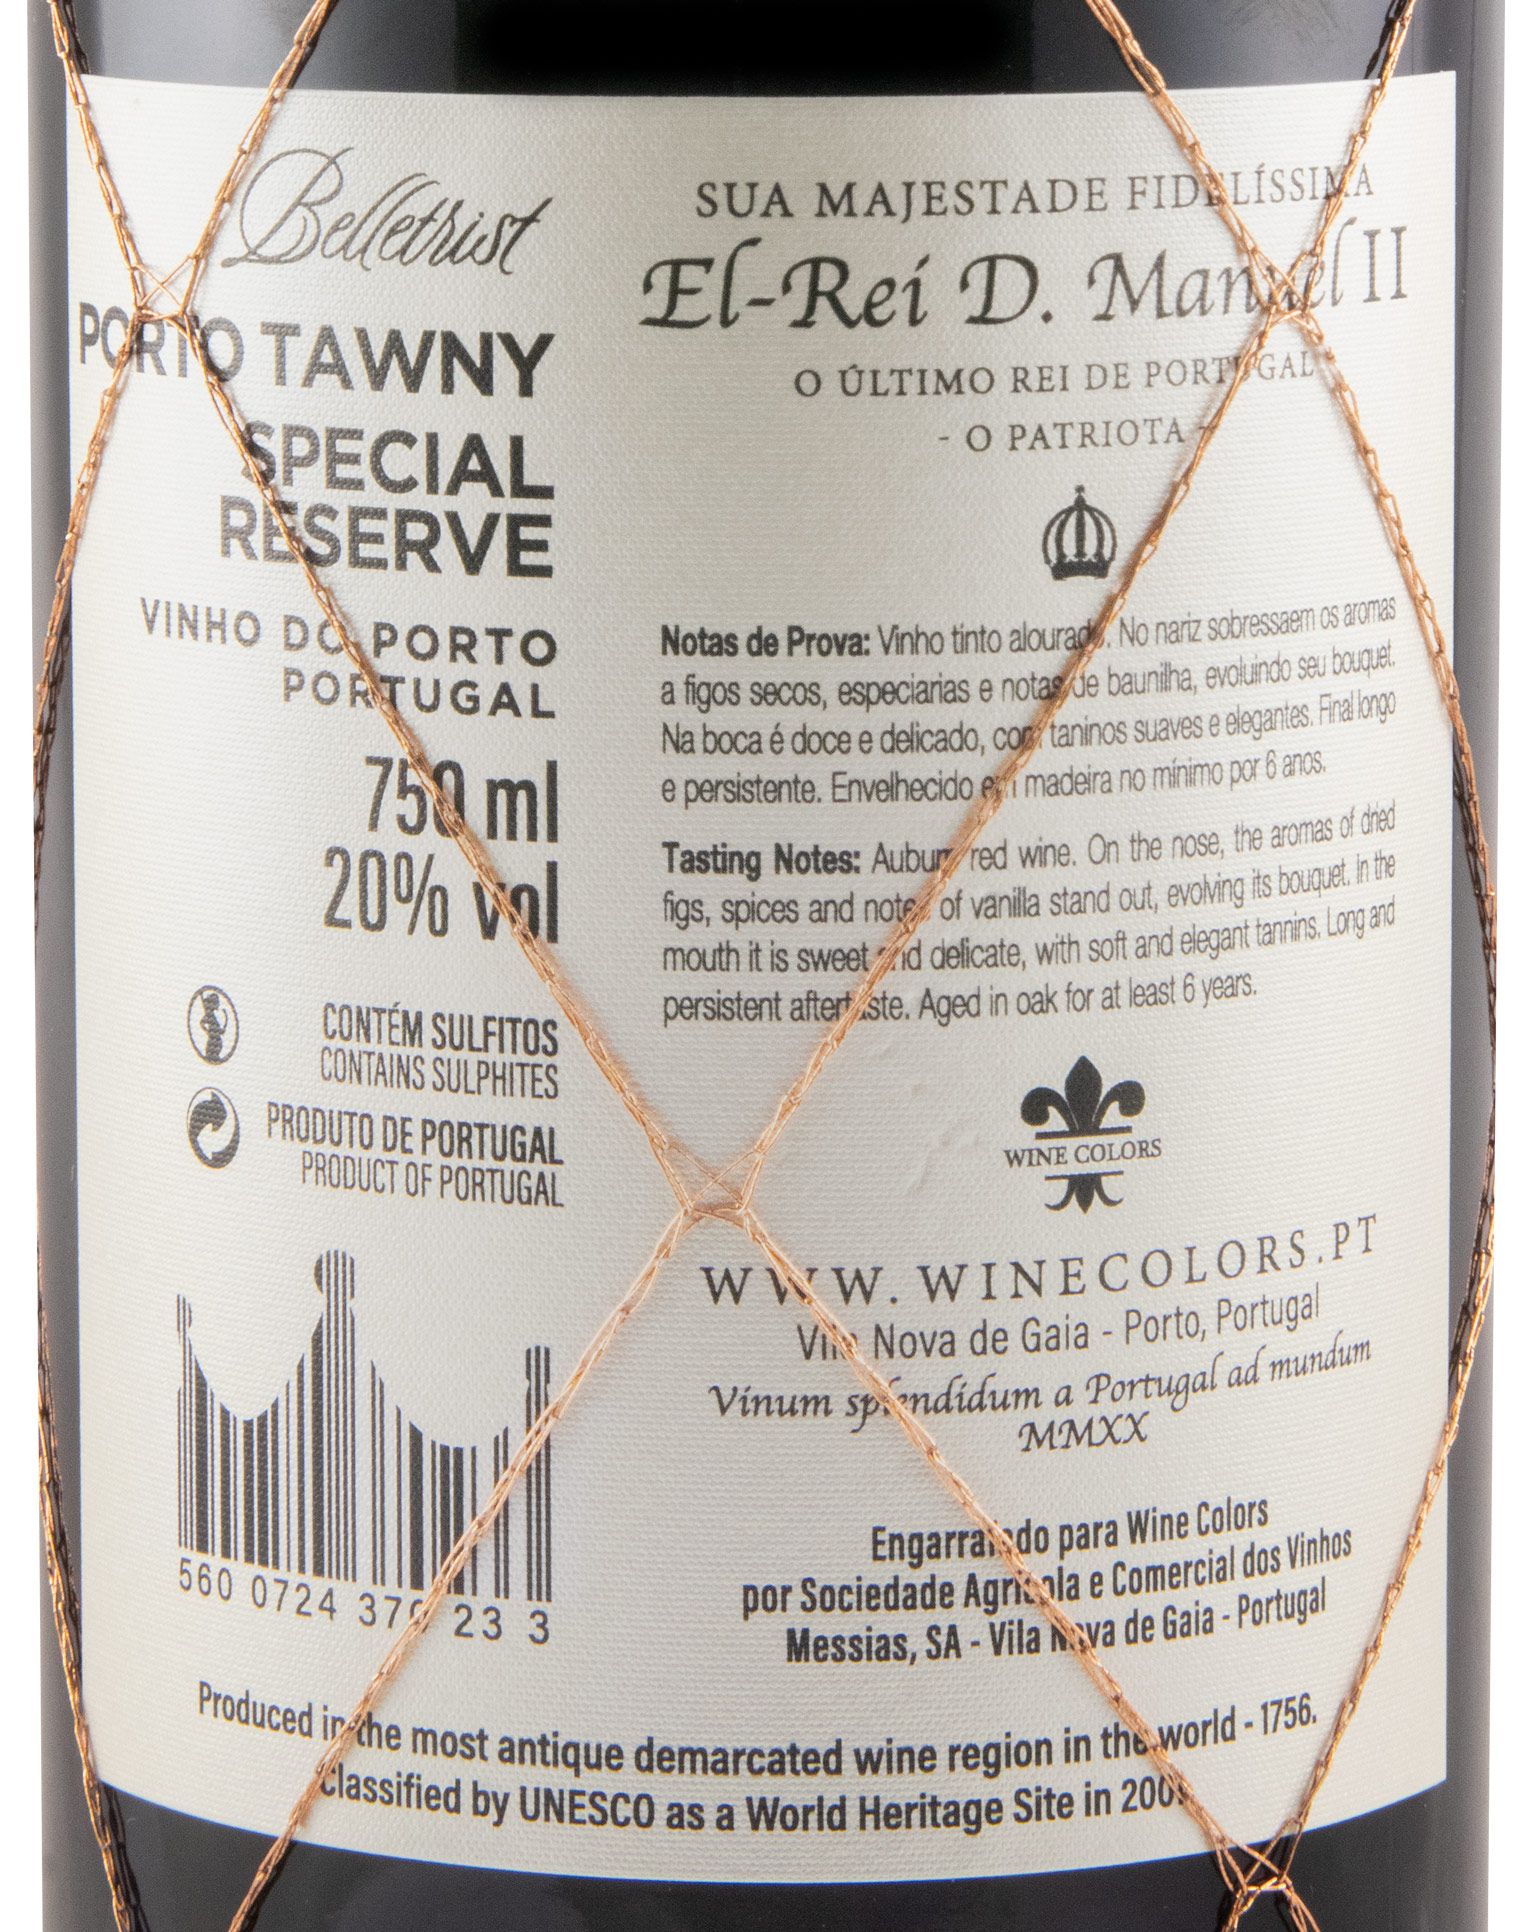 Belletrist
PORTO TAWNY
SPECIAL
RESERVE
VINHO DO PORTO
PORTUGAL
750 ml
20% vol
CONTÉM SULFITOS
CONTAINS SULPHITES
PRODUTO DE PORTUGAL
PRODUCT OF PORTUGAL
560 0724 370 23 3
SUA MAJESTADE FIDELÍSSIMA
El-Rei D. Manuel II
O ÚLTIMO REI DE PORTUGAL
- O PATRIOTA -
Notas de Prova: Vinho tinto alourado. No nariz sobressaem os aromas
a figos secos, especiarias e notas de baunilha, evoluindo seu bouquet.
Na boca é doce e delicado, com taninos suaves e elegantes. Final longo
e persistente. Envelhecido em madeira no mínimo por 6 anos.
Tasting Notes: Auburn red wine. On the nose, the aromas of dried
figs, spices and notes of vanilla stand out, evolving its bouquet. In the
mouth it is sweet and delicate, with soft and elegant tannins. Long and
persistent aftertaste. Aged in oak for at least 6 years.
WINE COLORS
WWW.WINECOLORS.PT
Vila Nova de Gaia - Porto, Portugal
Vinum splendidum a Portugal ad mundum
MMXX
Engarrafado para Wine Colors
por Sociedade Agrícola e Comercial dos Vinhos
Messias, SA - Vila Nova de Gaia - Portugal
Produced in the most antique demarcated wine region in the world - 1756.
Classified by UNESCO as a World Heritage Site in 2001.